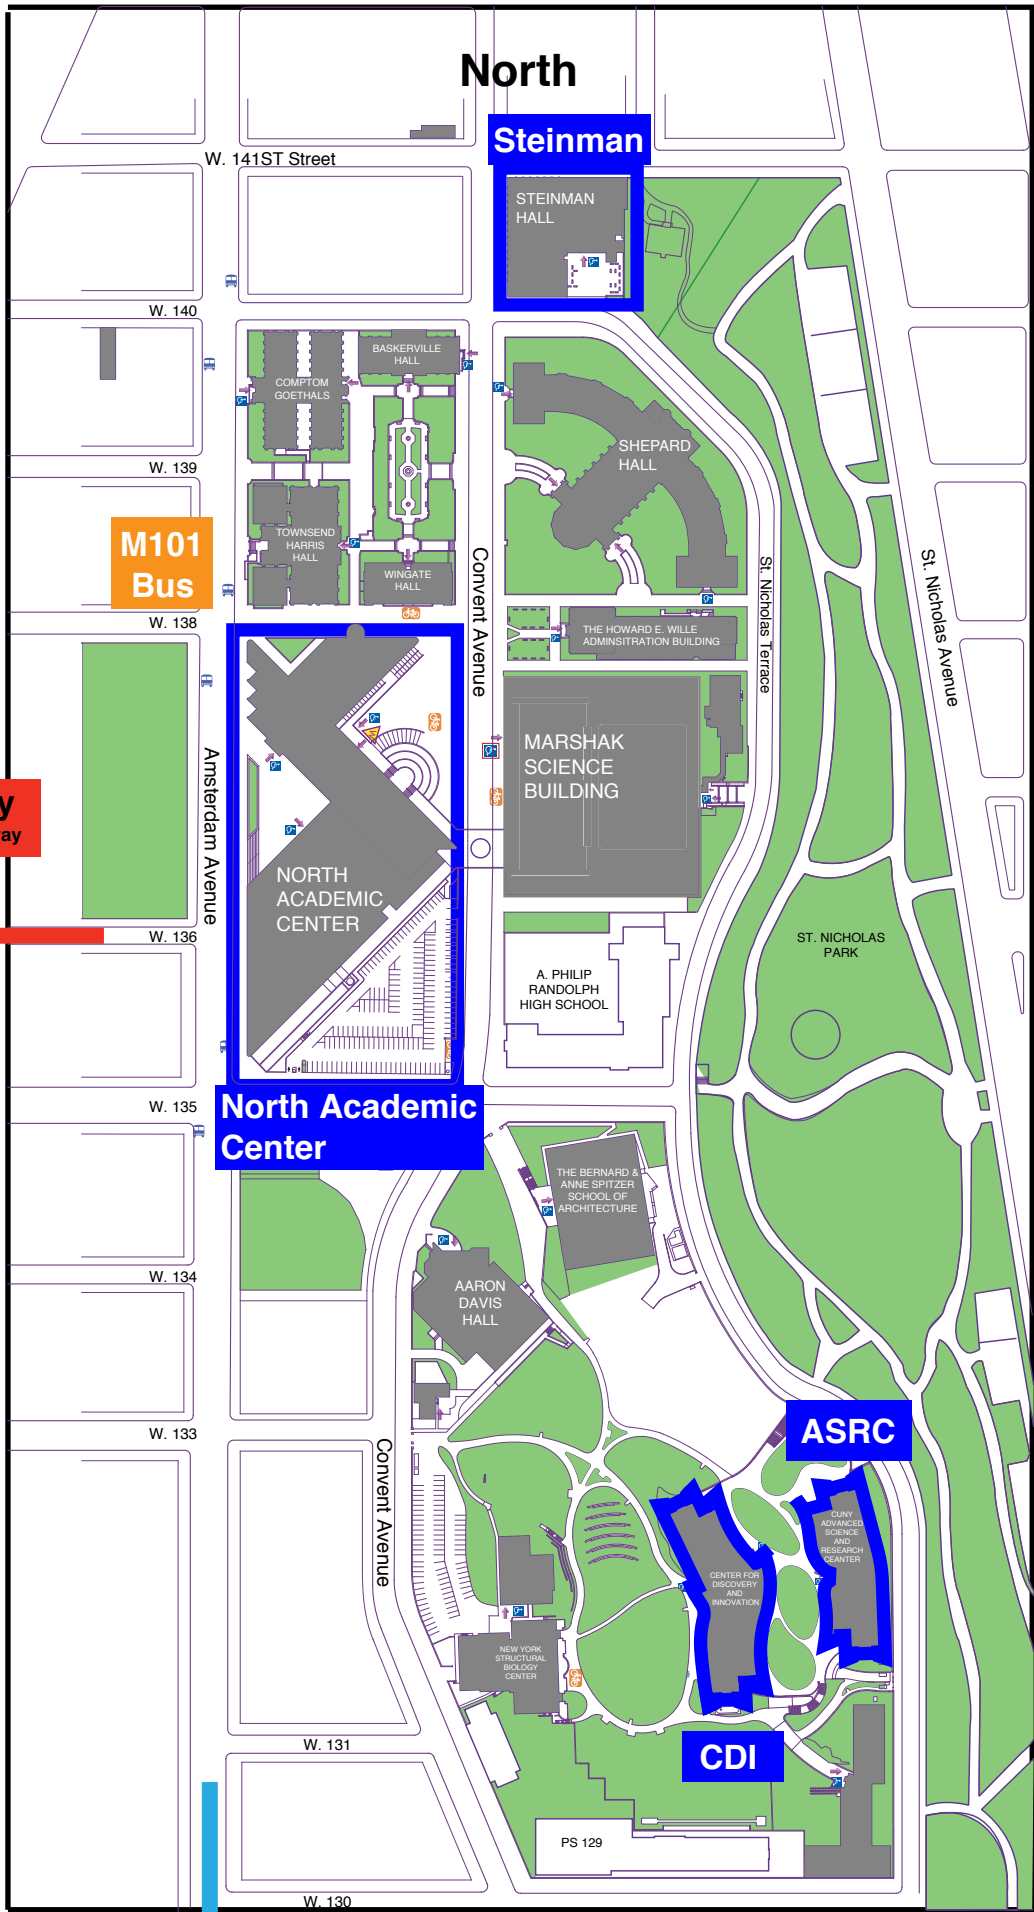 North
Steinman
W. 141ST Street
STEINMAN
HALL
W. 140
BASKERVILLE
HALL
COMPTOM
GOETHALS
SHEPARD
HALL
W. 139
M101
Bus
TOWNSEND
HARRIS
HALL
WINGATE
HALL
Convent Avenue
St. Nicholas Terrace
St. Nicholas Avenue
W. 138
THE HOWARD E. WILLE
ADMINSITRATION BUILDING
MARSHAK
SCIENCE
BUILDING
Amsterdam Avenue
y
ay
NORTH
ACADEMIC
CENTER
W. 136
ST. NICHOLAS
PARK
A. PHILIP
RANDOLPH
HIGH SCHOOL
W. 135
North Academic
Center
THE BERNARD &
ANNE SPITZER
SCHOOL OF
ARCHITECTURE
W. 134
AARON
DAVIS
HALL
W. 133
ASRC
Convent Avenue
CUNY
ADVANCED
SCIENCE
AND
RESEARCH
CEANTER
CENTER FOR
DISCOVERY
AND
INNOVATION
NEW YORK
STRUCTURAL
BIOLOGY
CENTER
W. 131
CDI
PS 129
W. 130